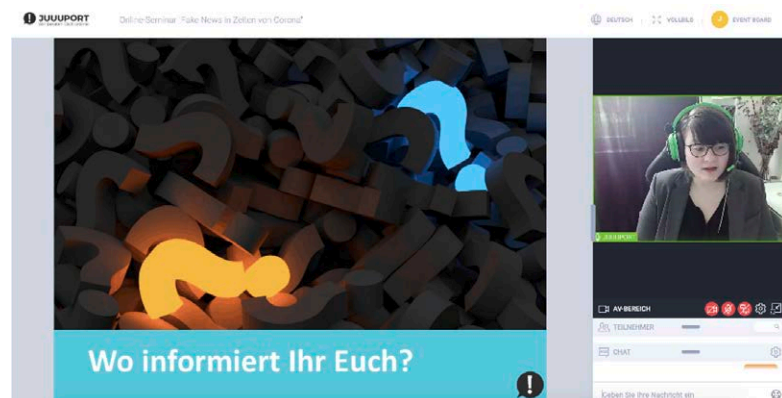 JUUUPORT
Online-Seminar "Fake News in Zeiten von Corona"
DEUTSCH
VOLLBILD
J
EVENT BOARD
Wo informiert Ihr Euch?
AV-BEREICH
TEILNEHMER
CHAT
Geben Sie Ihre Nachricht ein